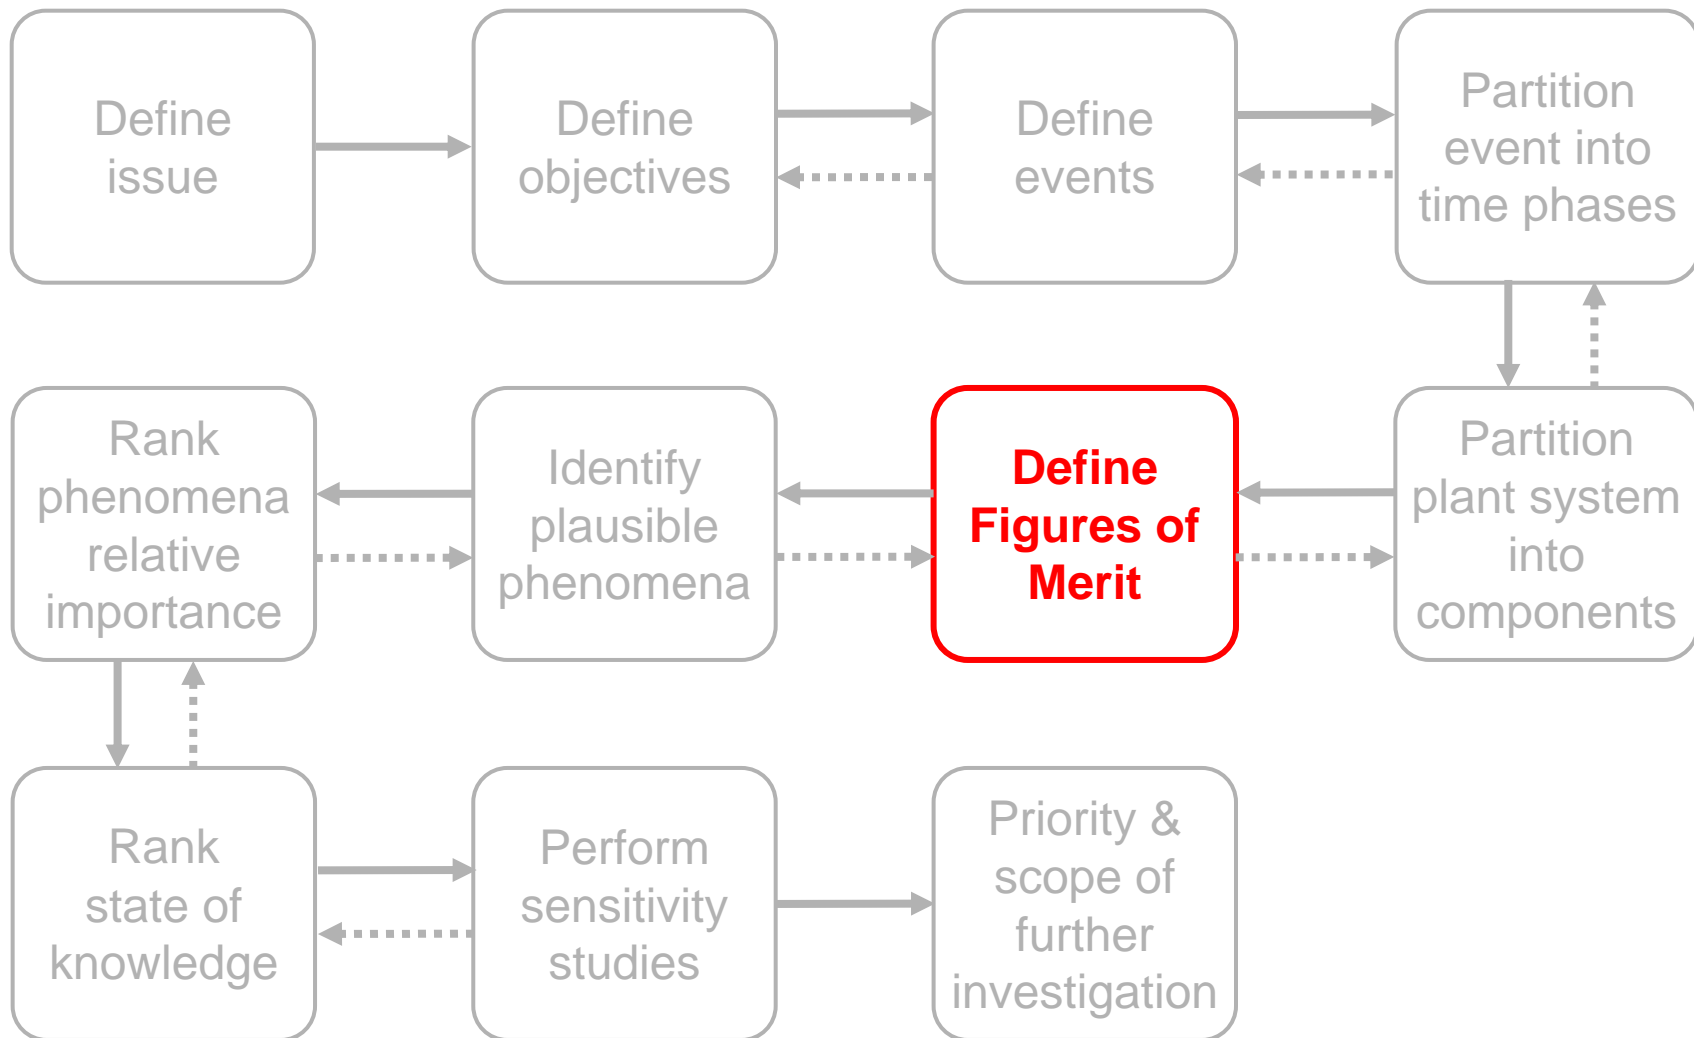 Define
issue
Define
objectives
Define
events
Partition
event into
time phases
Rank
phenomena
relative
importance
Identify
plausible
phenomena
Define
Figures of
Merit
Partition
plant system
into
components
Rank
state of
knowledge
Perform
sensitivity
studies
Priority &
scope of
further
investigation